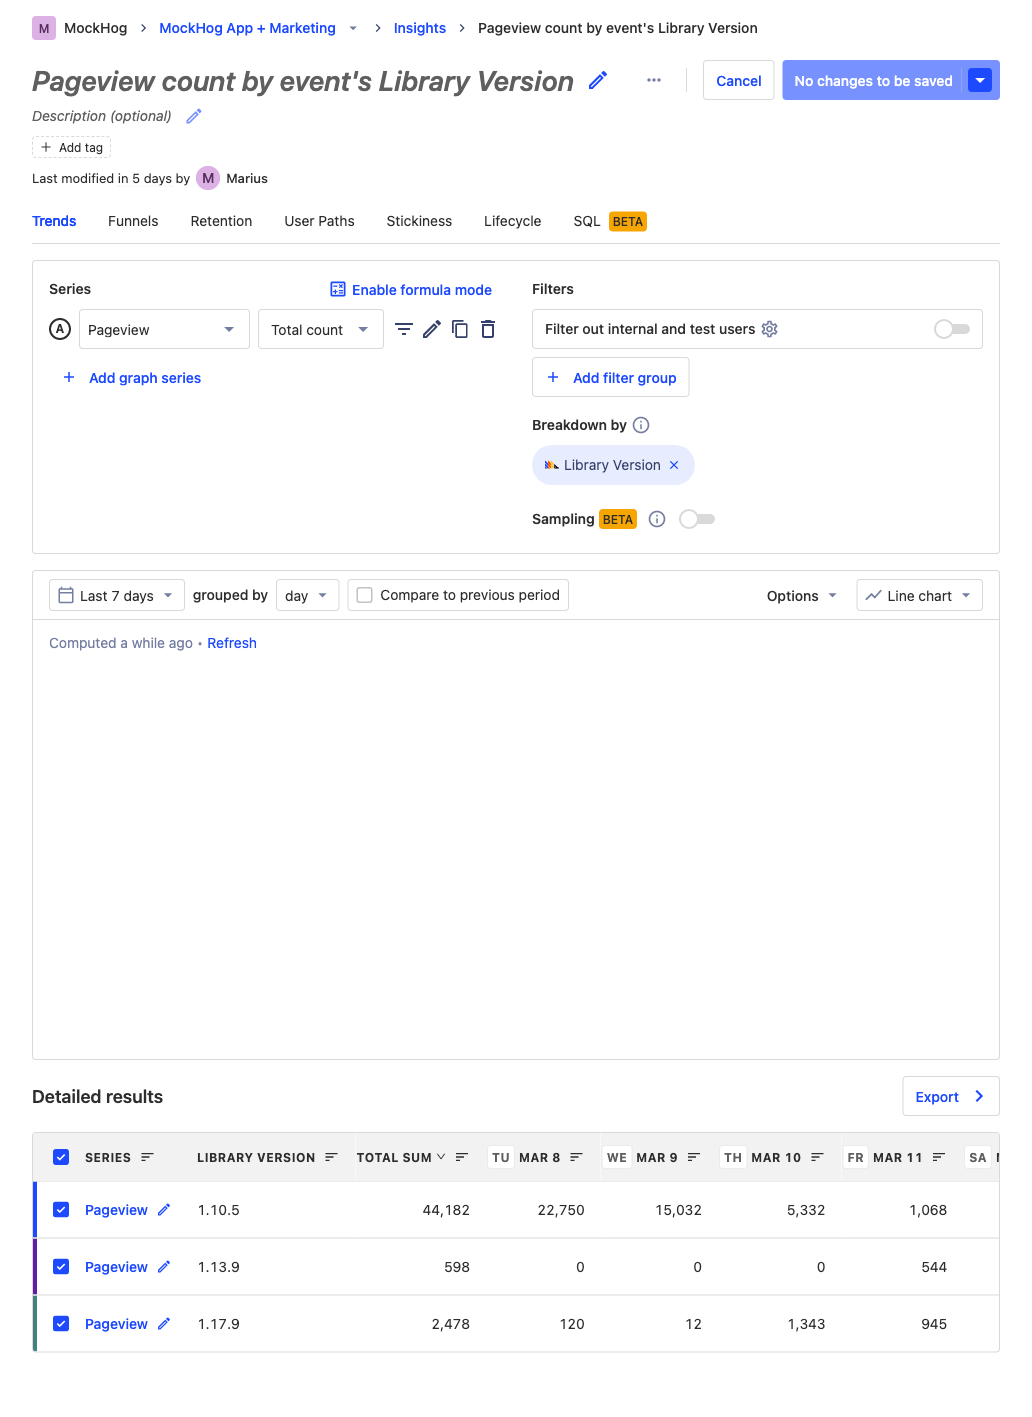 M MockHog MockHog App + Marketing Insights Pageview count by event's Library Version
Pageview count by event's Library Version Cancel No changes to be saved
Description (optional)
Add tag
Last modified in 5 days by M Marius
Trends Funnels Retention User Paths Stickiness Lifecycle SQL BETA
Series Enable formula mode Filters
A Pageview Total count Filter out internal and test users
Add graph series Add filter group
Breakdown by
Library Version
Sampling BETA
Last 7 days grouped by day Compare to previous period Options Line chart
Computed a while ago • Refresh
Detailed results Export
SERIES LIBRARY VERSION TOTAL SUM TU MAR 8 WE MAR 9 TH MAR 10 FR MAR 11 SA
Pageview 1.10.5 44,182 22,750 15,032 5,332 1,068
Pageview 1.13.9 598 0 0 0 544
Pageview 1.17.9 2,478 120 12 1,343 945